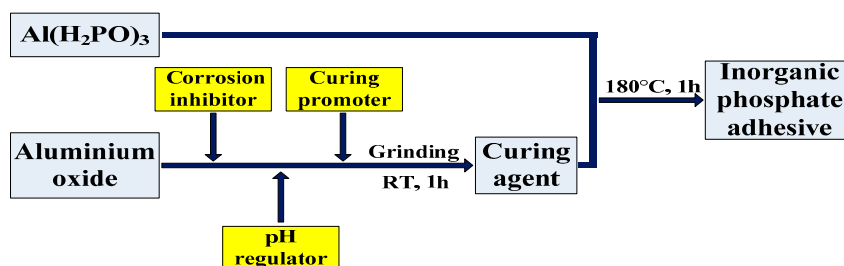 Al(H₂PO)₃
Corrosion
inhibitor
Curing
promoter
180°C, 1h
Inorganic
phosphate
adhesive
Aluminium
oxide
Grinding
RT, 1h
Curing
agent
pH
regulator